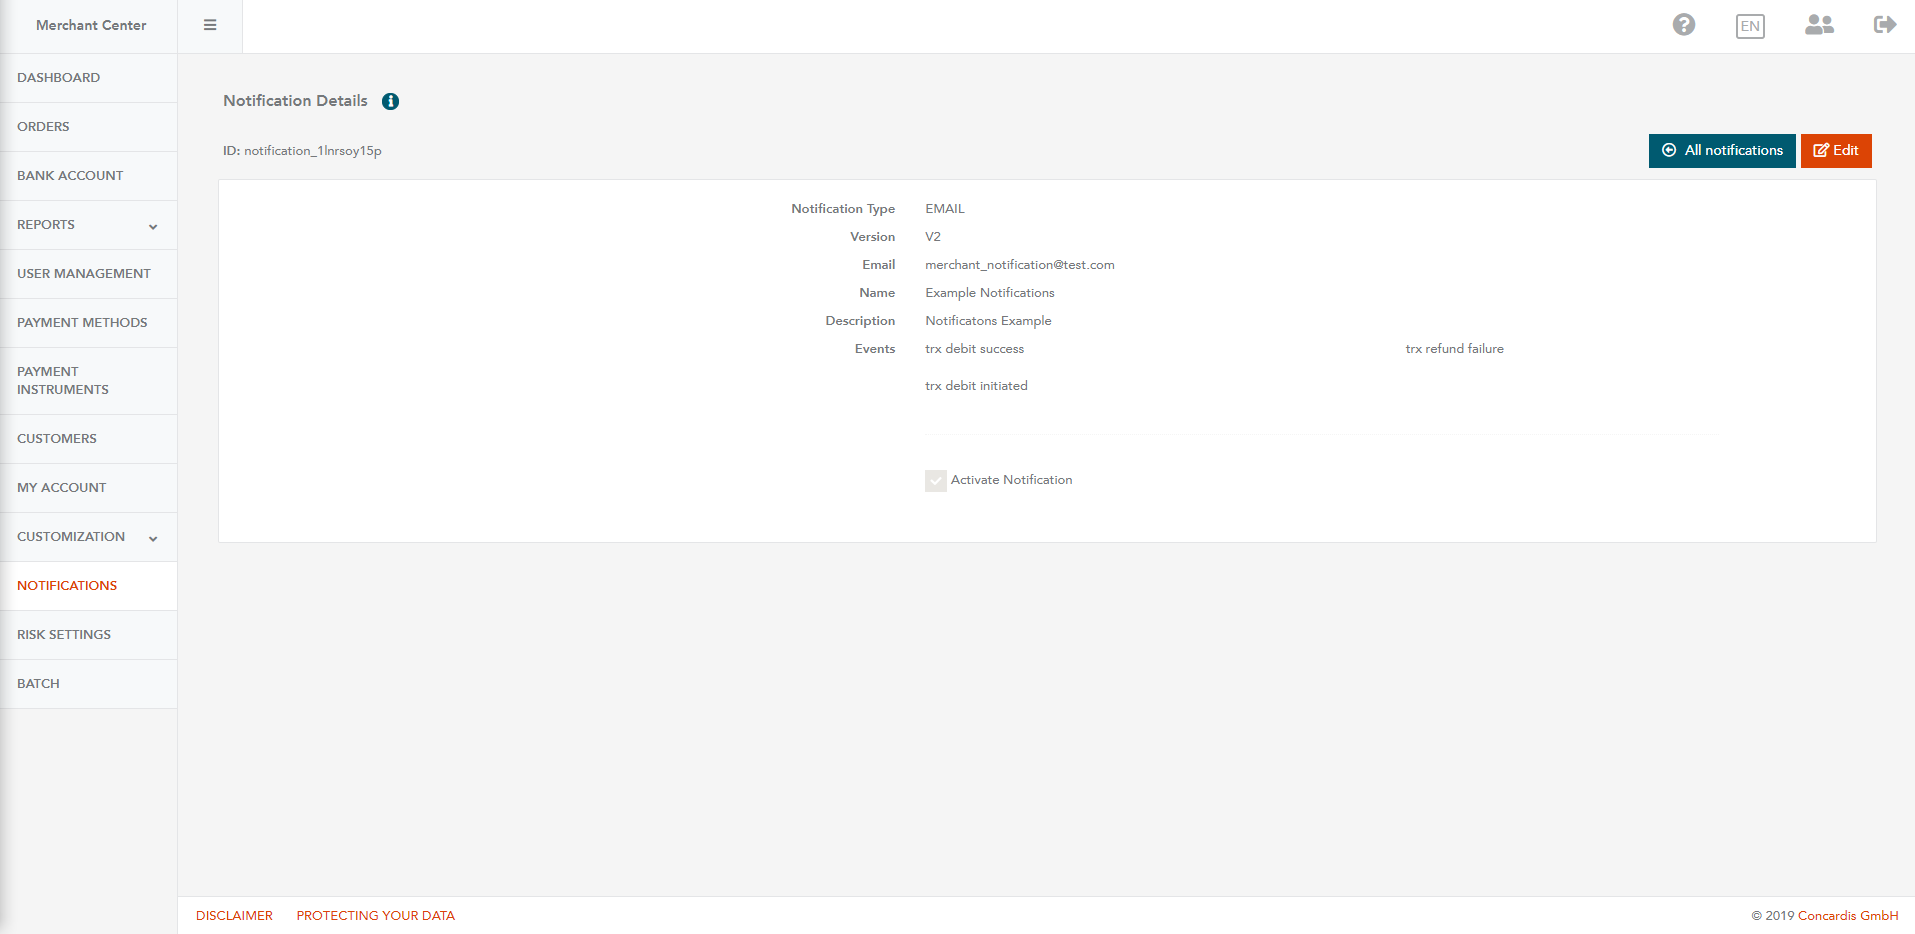 Merchant Center
EN
DASHBOARD
ORDERS
BANK ACCOUNT
REPORTS
USER MANAGEMENT
PAYMENT METHODS
PAYMENT
INSTRUMENTS
CUSTOMERS
MY ACCOUNT
CUSTOMIZATION
NOTIFICATIONS
RISK SETTINGS
BATCH
Notification Details
ID: notification_1lnrsoy15p
All notifications
Edit
Notification Type EMAIL
Version V2
Email merchant_notification@test.com
Name Example Notifications
Description Notificatons Example
Events trx debit success trx refund failure
trx debit initiated
Activate Notification
DISCLAIMER PROTECTING YOUR DATA
© 2019 Concardis GmbH